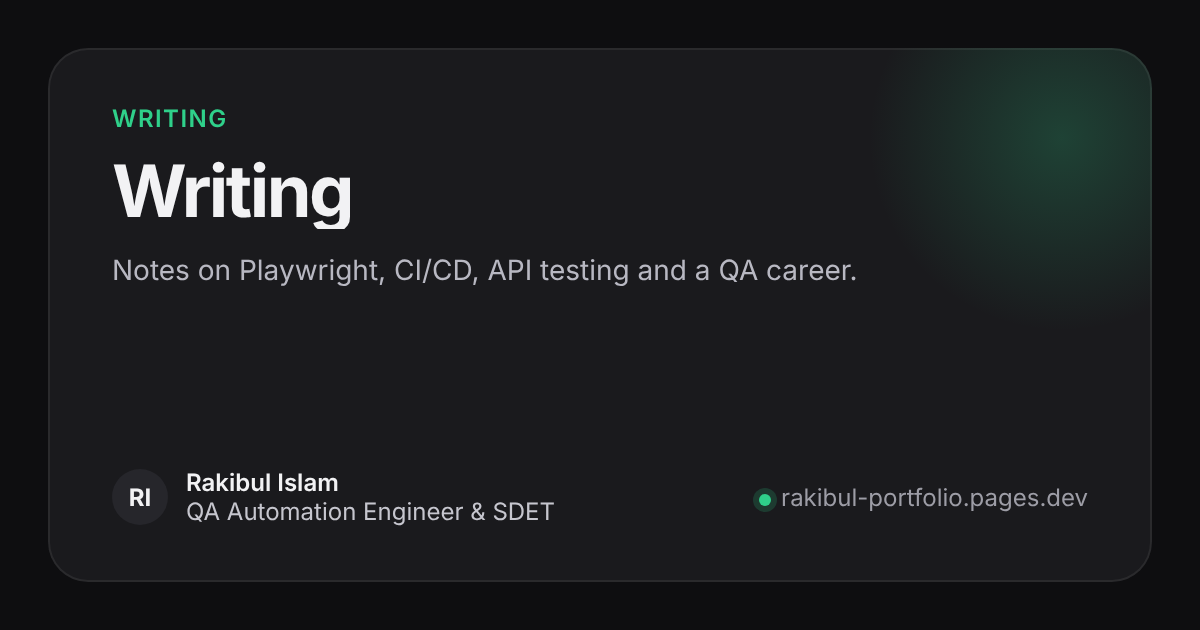 WRITING
Writing
Notes on Playwright, CI/CD, API testing and a QA career.
RI
Rakibul Islam
QA Automation Engineer & SDET
rakibul-portfolio.pages.dev